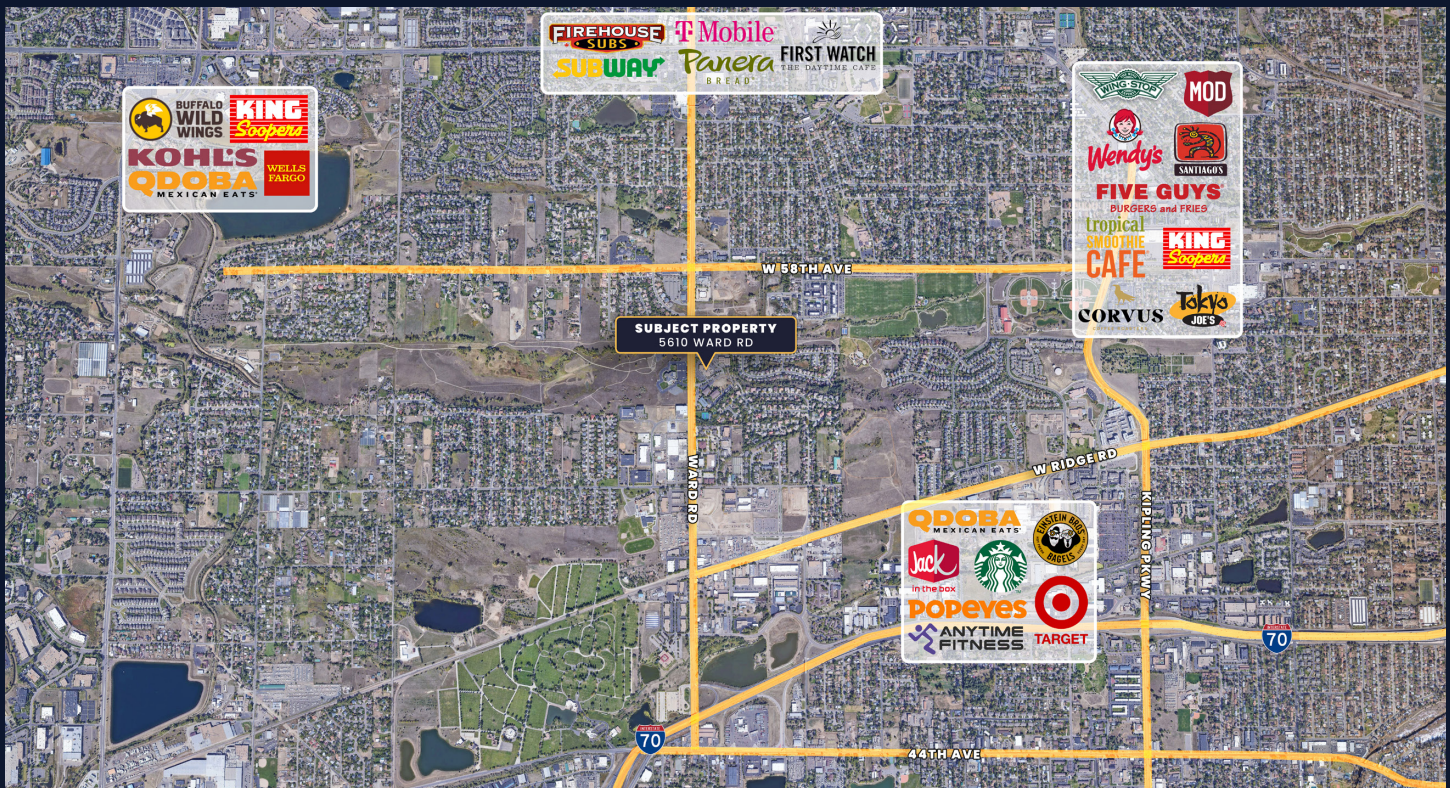 FIREHOUSE
SUBS
T Mobile
SUBWAY
Panera
BREAD
FIRST WATCH
THE DAYTIME CAFE
BUFFALO
WILD
WINGS
KING
Soopers
KOHL'S
QDOBA
MEXICAN EATS
WELLS
FARGO
WING·STOP
MOD
Wendy's
SANTIAGO'S
FIVE GUYS
BURGERS and FRIES
tropical
SMOOTHIE
CAFE
KING
Soopers
CORVUS
Tokyo
JOE'S
W 58TH AVE
SUBJECT PROPERTY
5610 WARD RD
WARD RD
W RIDGE RD
KIPLING PKWY
QDOBA
MEXICAN EATS
EINSTEIN BROS
BAGELS
Jack
in the box
POPEYES
ANYTIME
FITNESS
TARGET
INTERSTATE
70
INTERSTATE
70
44TH AVE